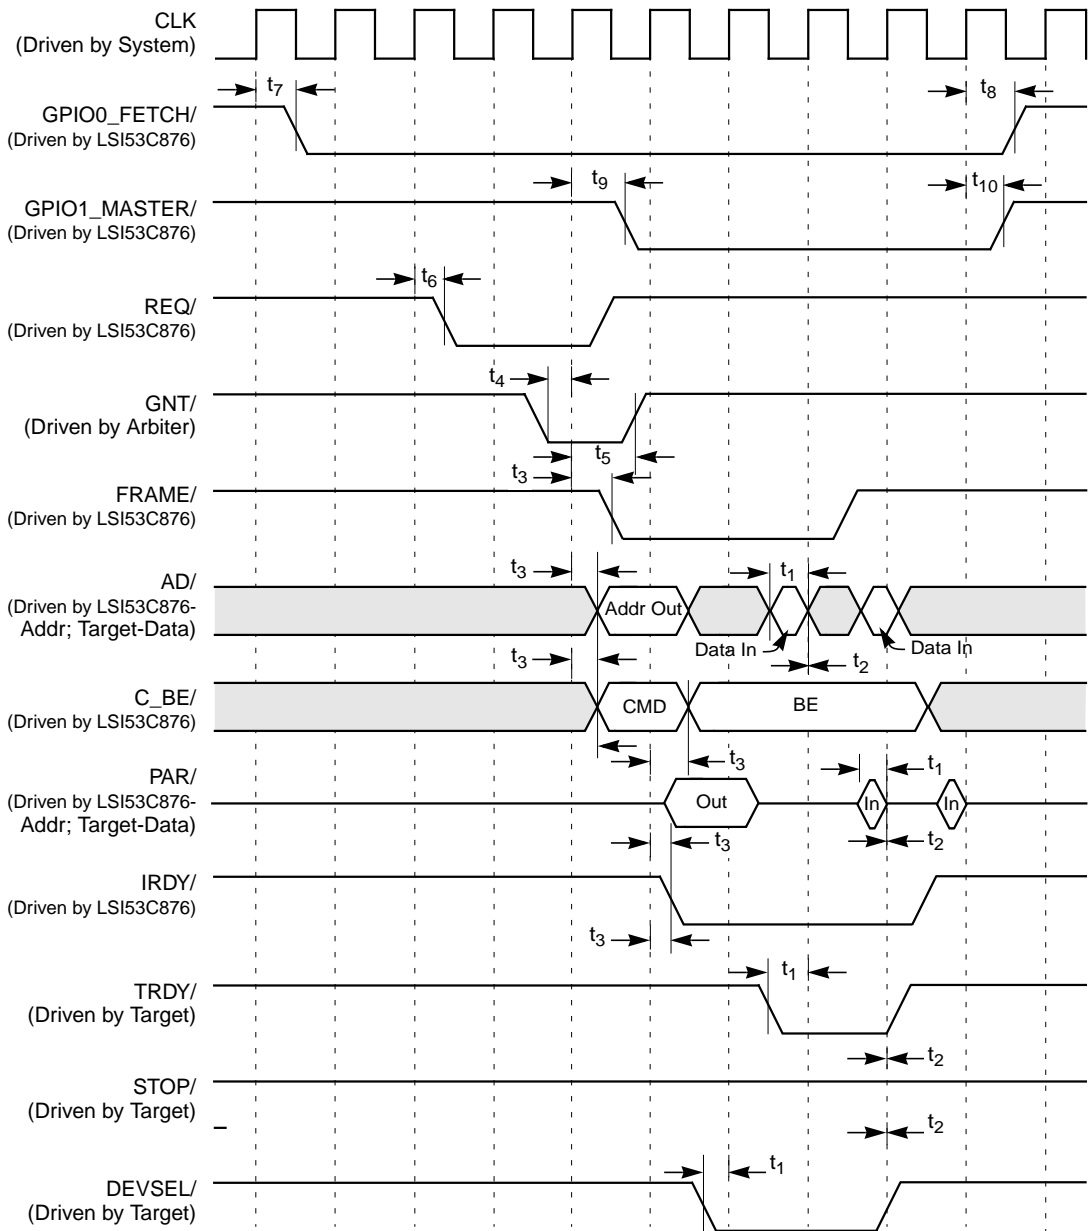 CLK
(Driven by System)
t7
t8
GPIO0_FETCH/
(Driven by LSI53C876)
t9
t10
GPIO1_MASTER/
(Driven by LSI53C876)
t6
REQ/
(Driven by LSI53C876)
t4
GNT/
(Driven by Arbiter)
t5
t3
FRAME/
(Driven by LSI53C876)
t3
t1
AD/
(Driven by LSI53C876-
Addr; Target-Data)
Addr Out
Data In
Data In
t3
t2
C_BE/
(Driven by LSI53C876)
CMD
BE
t3
t1
PAR/
(Driven by LSI53C876-
Addr; Target-Data)
Out
In
In
t3
t2
IRDY/
(Driven by LSI53C876)
t3
t1
TRDY/
(Driven by Target)
t2
STOP/
(Driven by Target)
t2
t1
DEVSEL/
(Driven by Target)